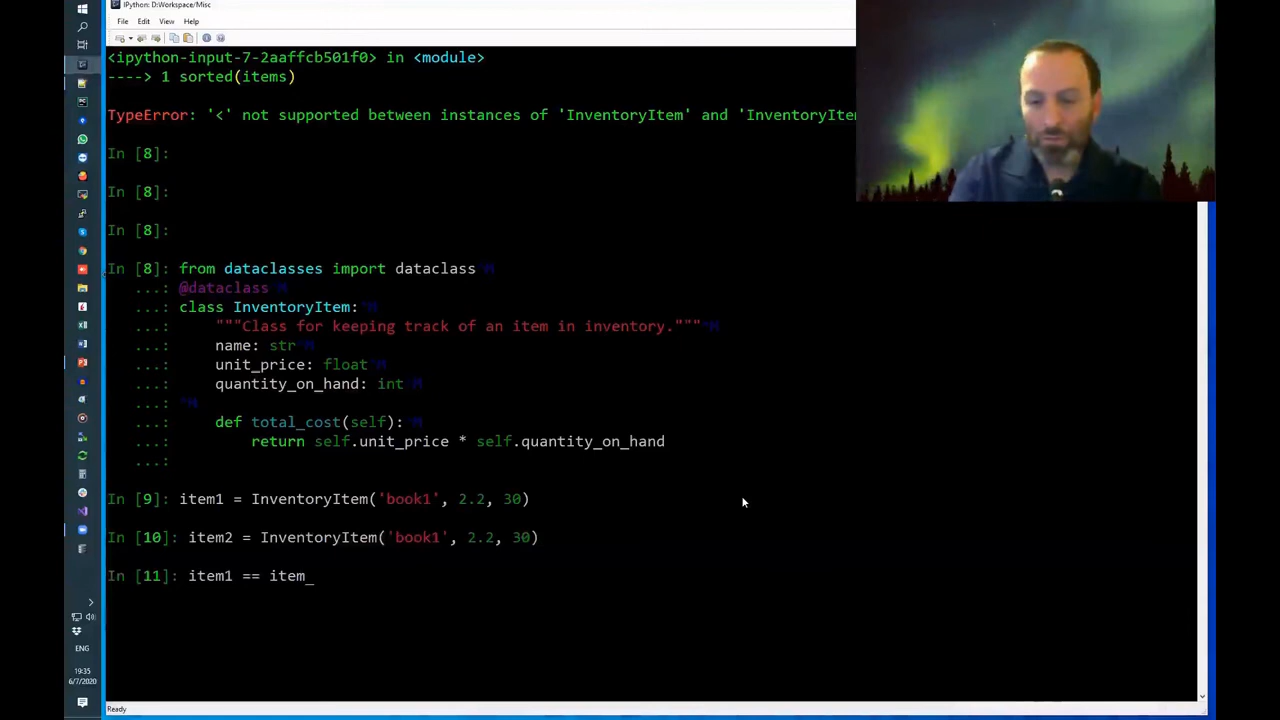 IPython: D:Workspace/Misc
File Edit View Help
<ipython-input-7-2aaffcb501f0> in <module>
----> 1 sorted(items)
TypeError: '<' not supported between instances of 'InventoryItem' and 'InventoryItem
In [8]:
In [8]:
In [8]:
In [8]: from dataclasses import dataclass^M
...: @dataclass^M
...: class InventoryItem:^M
...: """Class for keeping track of an item in inventory."""^M
...: name: str^M
...: unit_price: float^M
...: quantity_on_hand: int^M
...: ^M
...: def total_cost(self):^M
...: return self.unit_price * self.quantity_on_hand
...:
In [9]: item1 = InventoryItem('book1', 2.2, 30)
In [10]: item2 = InventoryItem('book1', 2.2, 30)
In [11]: item1 == item_
ENG
19:35
6/7/2020
Ready